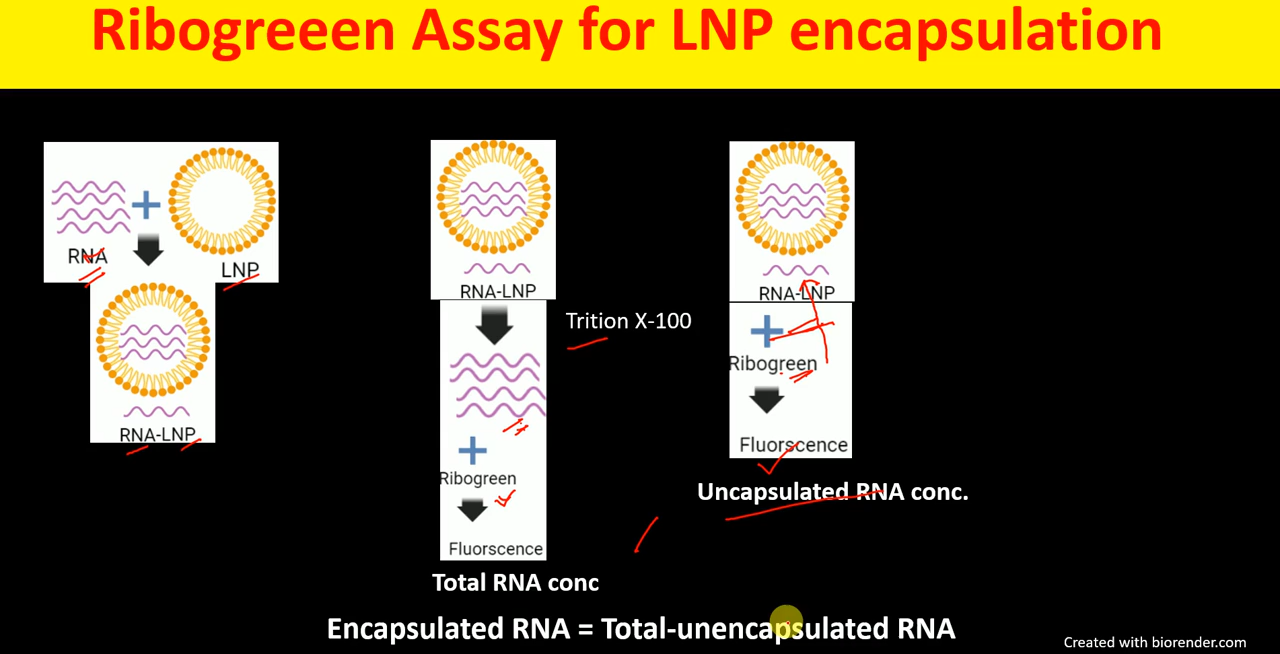 Ribogreeen Assay for LNP encapsulation
RNA
LNP
RNA-LNP
RNA-LNP
Trition X-100
Ribogreen
Fluorscence
Total RNA conc
RNA-LNP
Ribogreen
Fluorscence
Uncapsulated RNA conc.
Encapsulated RNA = Total-unencapsulated RNA
Created with biorender.com